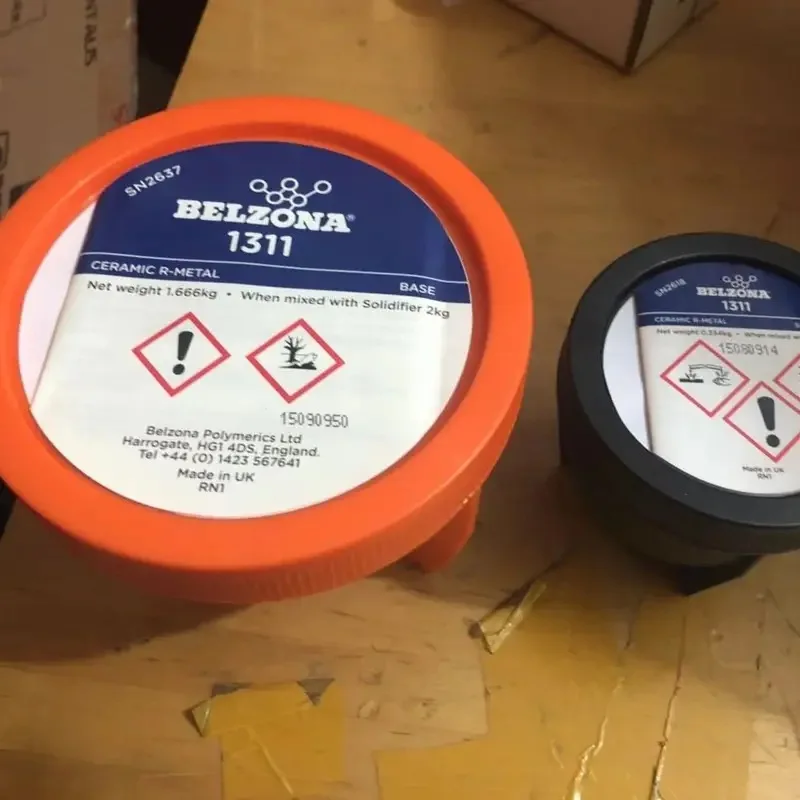 SN2637
BELZONA®
1311
CERAMIC R-METAL
BASE
Net weight 1.666kg • When mixed with Solidifier 2kg
15090950
Belzona Polymerics Ltd
Harrogate, HG1 4DS, England.
Tel +44 (0) 1423 567641
Made in UK
RN1
SN2618
BELZONA
1311
CERAMIC R-METAL
Net weight 0.334kg • When mixed
15080914
Made in UK
RN1